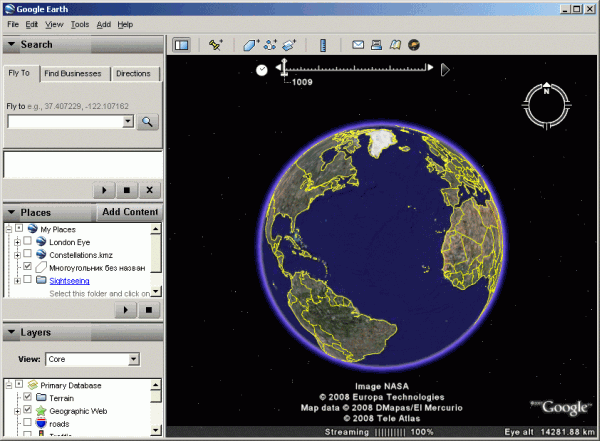 Google Earth
File Edit View Tools Add Help
Search
Fly To Find Businesses Directions
Fly to e.g., 37.407229, -122.107162
Places Add Content
My Places
London Eye
Constellations.kmz
Многоугольник без назван
Sightseeing
Select this folder and click on
Layers
View: Core
Primary Database
Terrain
Geographic Web
roads
1009
N
Image NASA
© 2008 Europa Technologies
Map data © 2008 DMapas/El Mercurio
© 2008 Tele Atlas
Google
Streaming 100% Eye alt 14281.88 km